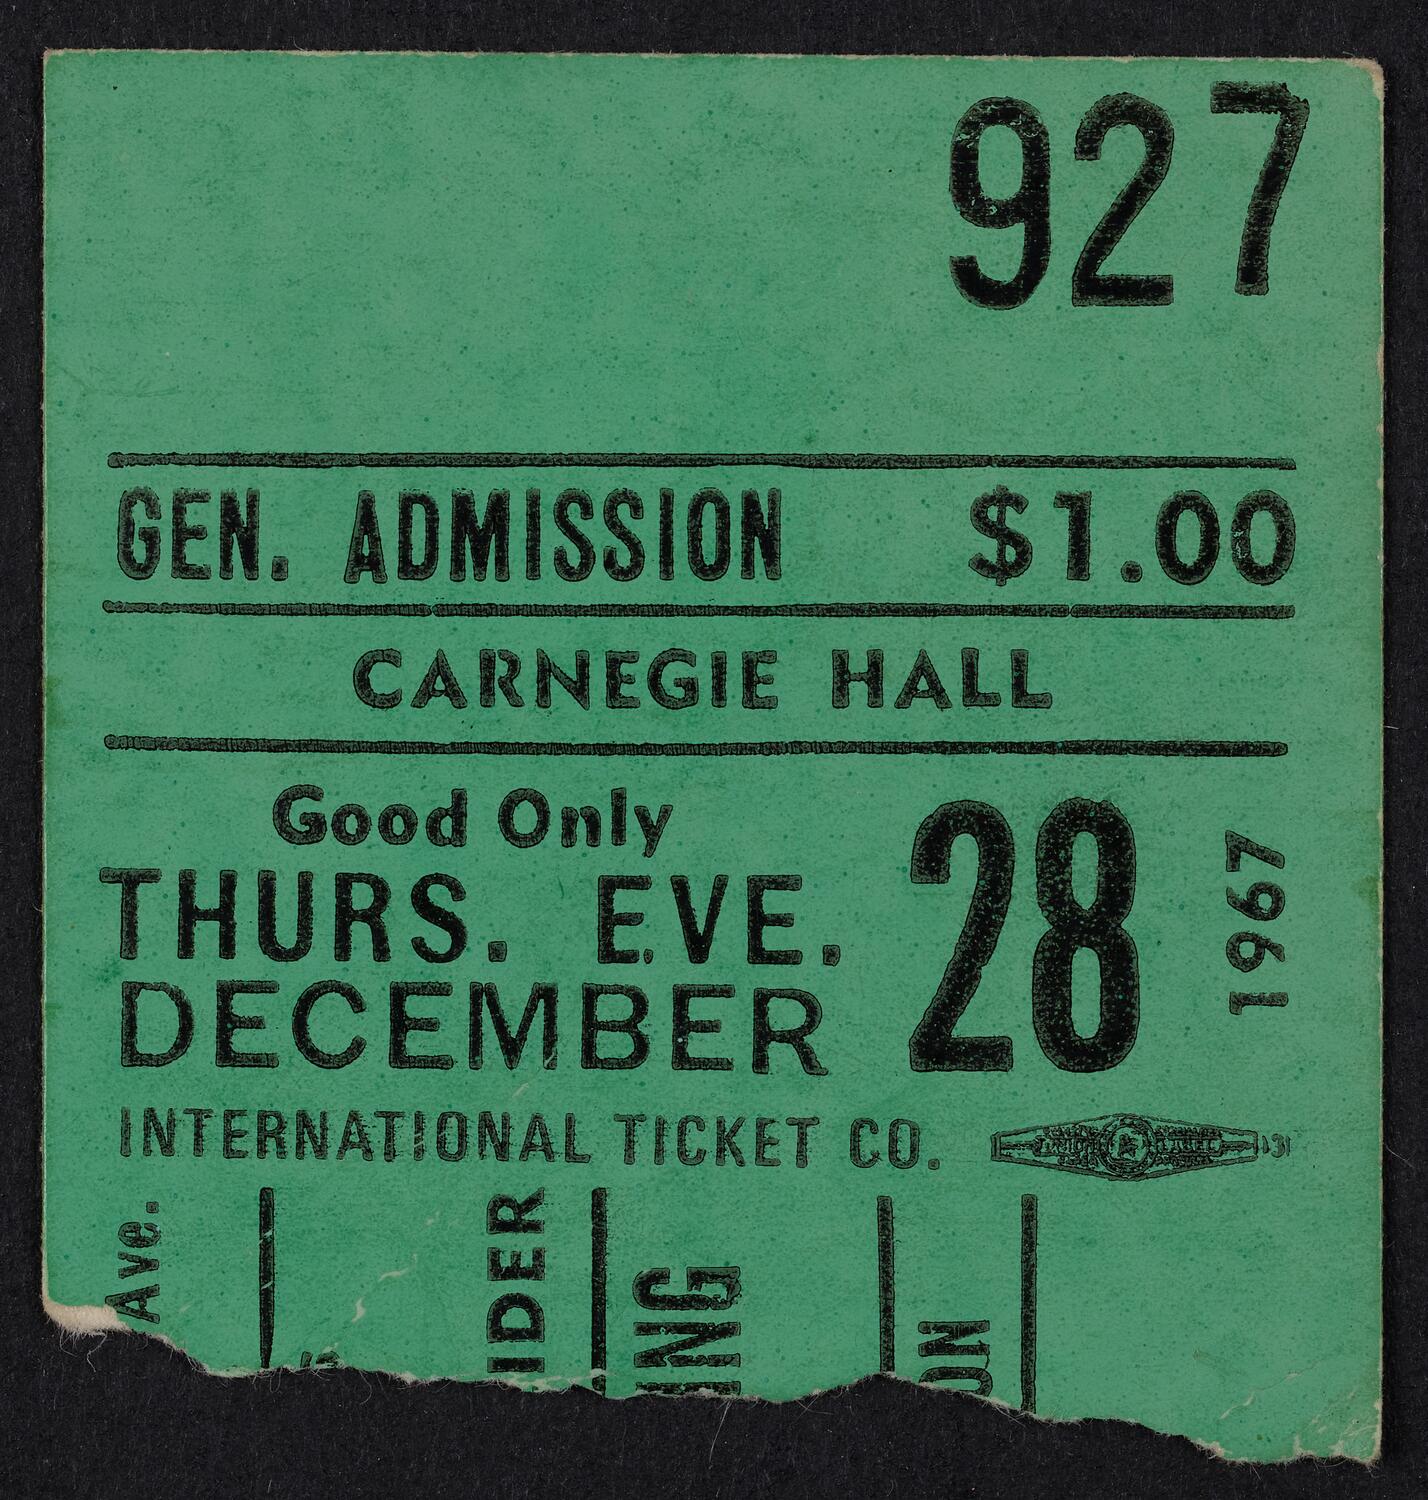 927
GEN. ADMISSION $1.00
CARNEGIE HALL
Good Only
THURS. EVE.
DECEMBER 28
1967
INTERNATIONAL TICKET CO.
Ave.
IDER
ING
ON